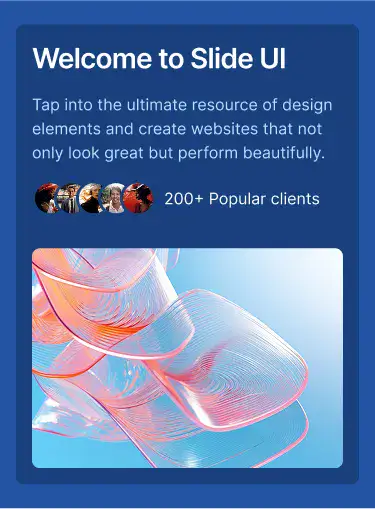 Welcome to Slide UI
Tap into the ultimate resource of design
elements and create websites that not
only look great but perform beautifully.
200+ Popular clients